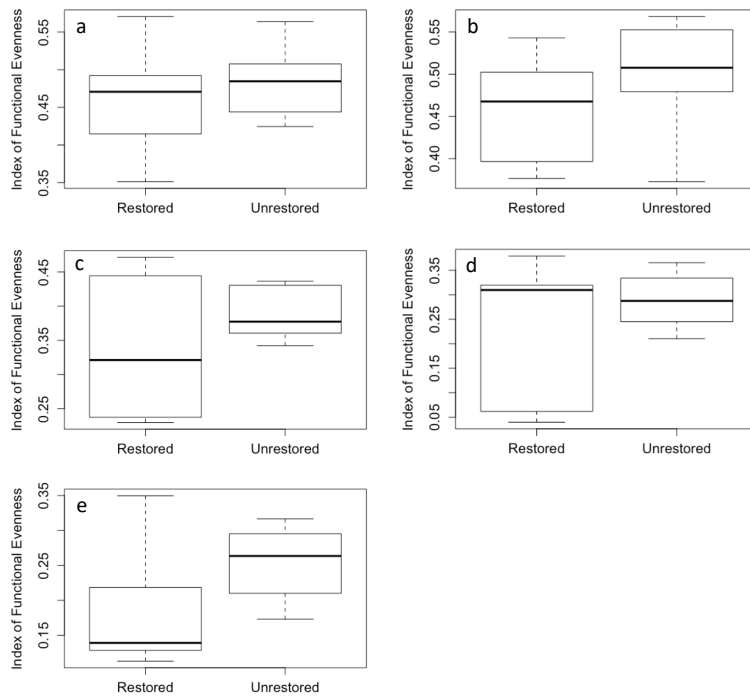 a
Index of Functional Evenness
0.55
0.45
0.35
Restored Unrestored
b
Index of Functional Evenness
0.55
0.50
0.45
0.40
Restored Unrestored
c
Index of Functional Evenness
0.45
0.35
0.25
Restored Unrestored
d
Index of Functional Evenness
0.35
0.25
0.15
0.05
Restored Unrestored
e
Index of Functional Evenness
0.35
0.25
0.15
Restored Unrestored